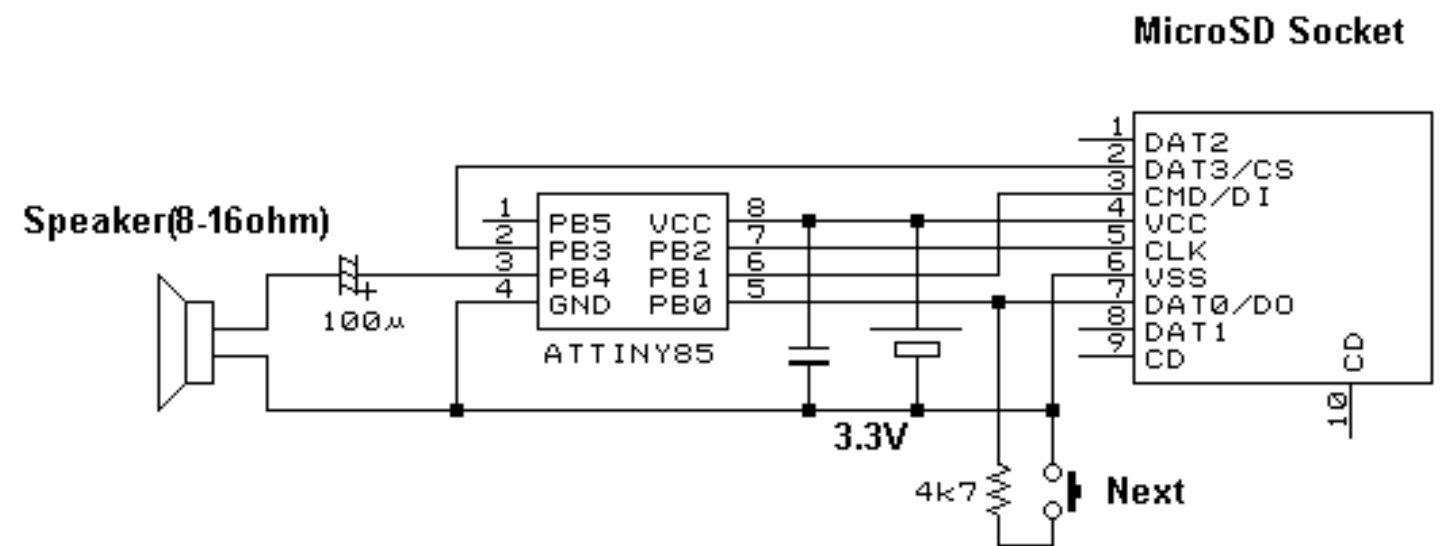 MicroSD Socket
Speaker(8-16ohm)
100μ
1 PB5 VCC 8
2 PB3 PB2 7
3 PB4 PB1 6
4 GND PB0 5
ATTINY85
3.3V
4k7
Next
1 DAT2
2 DAT3/CS
3 CMD/DI
4 VCC
5 CLK
6 VSS
7 DAT0/DO
8 DAT1
9 CD
CD
10